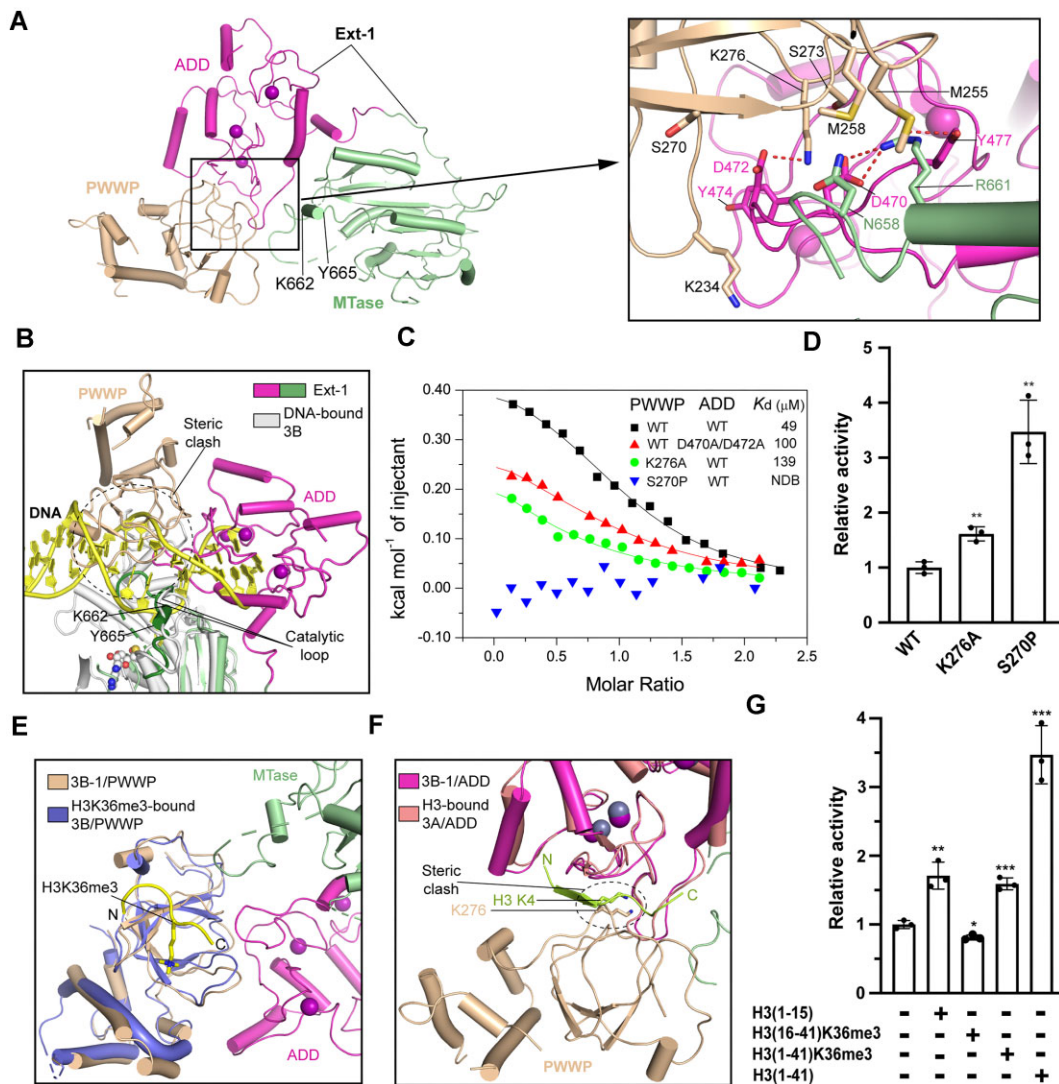 A
Ext-1
ADD
PWWP
K662
Y665
MTase
K276
S273
M258
M255
S270
D472
Y474
Y477
R661
D470
N658
K234
B
PWWP
Ext-1
DNA-bound
3B
Steric
clash
DNA
ADD
K662
Y665
Catalytic
loop
C
kcal mol⁻¹ of injectant
0.40
0.30
0.20
0.10
0.00
-0.10
PWWP ADD Kd (μM)
WT WT 49
WT D470A/D472A 100
K276A WT 139
S270P WT NDB
0.0 0.5 1.0 1.5 2.0 2.5
Molar Ratio
D
Relative activity
5
4
3
2
1
0
**
**
WT
K276A
S270P
E
3B-1/PWWP
H3K36me3-bound
3B/PWWP
MTase
H3K36me3
N
C
ADD
F
3B-1/ADD
H3-bound
3A/ADD
N
Steric
clash
H3 K4
K276
C
PWWP
G
Relative activity
4
3
2
1
0
**
*
***
***
H3(1-15) - + - - -
H3(16-41)K36me3 - - + - -
H3(1-41)K36me3 - - - + -
H3(1-41) - - - - +